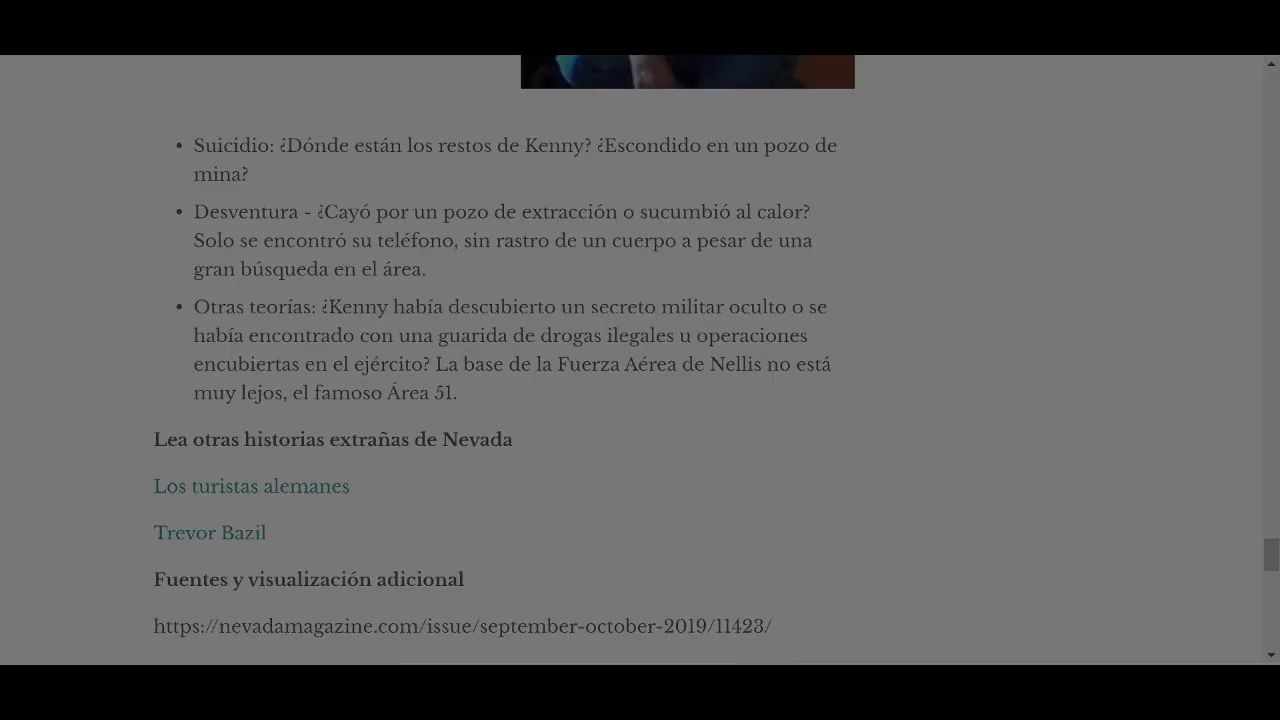 • Suicidio: ¿Dónde están los restos de Kenny? ¿Escondido en un pozo de
mina?
• Desventura - ¿Cayó por un pozo de extracción o sucumbió al calor?
Solo se encontró su teléfono, sin rastro de un cuerpo a pesar de una
gran búsqueda en el área.
• Otras teorías: ¿Kenny había descubierto un secreto militar oculto o se
había encontrado con una guarida de drogas ilegales u operaciones
encubiertas en el ejército? La base de la Fuerza Aérea de Nellis no está
muy lejos, el famoso Área 51.
Lea otras historias extrañas de Nevada
Los turistas alemanes
Trevor Bazil
Fuentes y visualización adicional
https://nevadamagazine.com/issue/september-october-2019/11423/